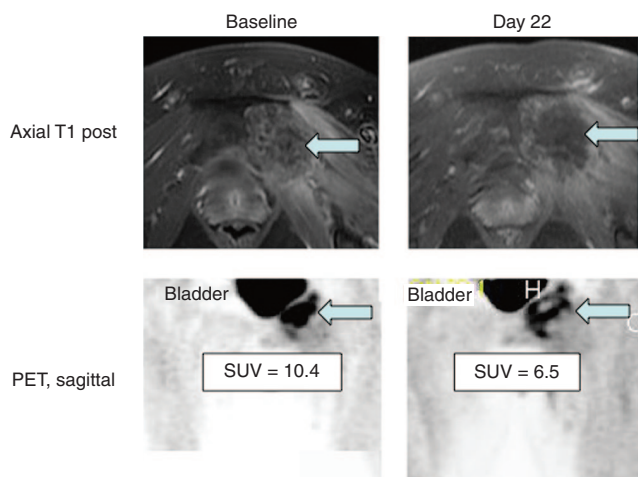 Baseline
Day 22
Axial T1 post
Bladder
Bladder
H
PET, sagittal
SUV = 10.4
SUV = 6.5